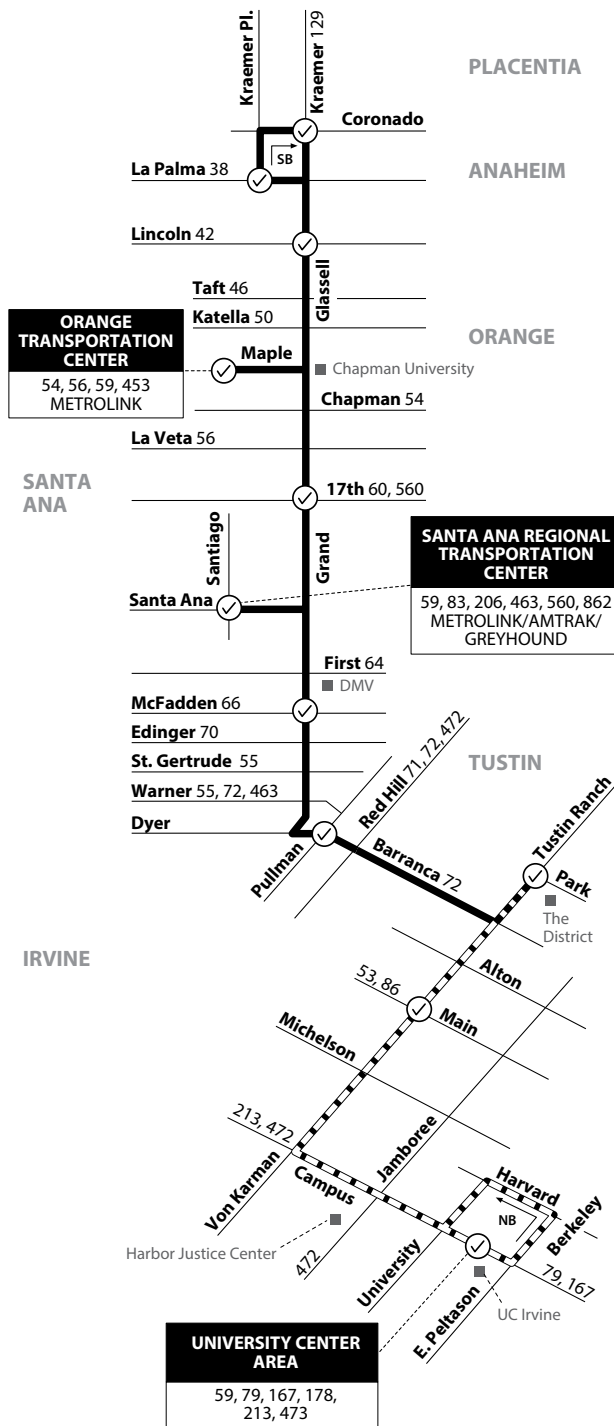 Kraemer Pl.
Kraemer 129
PLACENTIA
Coronado
SB
La Palma 38
ANAHEIM
Lincoln 42
Glassell
Taft 46
Katella 50
ORANGE
ORANGE
TRANSPORTATION
CENTER
54, 56, 59, 453
METROLINK
Maple
Chapman University
Chapman 54
La Veta 56
SANTA
ANA
17th 60, 560
Santiago
Grand
SANTA ANA REGIONAL
TRANSPORTATION
CENTER
59, 83, 206, 463, 560, 862
METROLINK/AMTRAK/
GREYHOUND
Santa Ana
First 64
DMV
McFadden 66
Edinger 70
St. Gertrude 55
Warner 55, 72, 463
Dyer
TUSTIN
Pullman
Red Hill 71, 72, 472
Barranca 72
Tustin Ranch
Park
The
District
IRVINE
Alton
53, 86
Main
Michelson
213, 472
Von Karman
Campus
Jamboree
Harvard
NB
Berkeley
Harbor Justice Center
472
University
79, 167
E. Peltason
UC Irvine
UNIVERSITY CENTER
AREA
59, 79, 167, 178,
213, 473